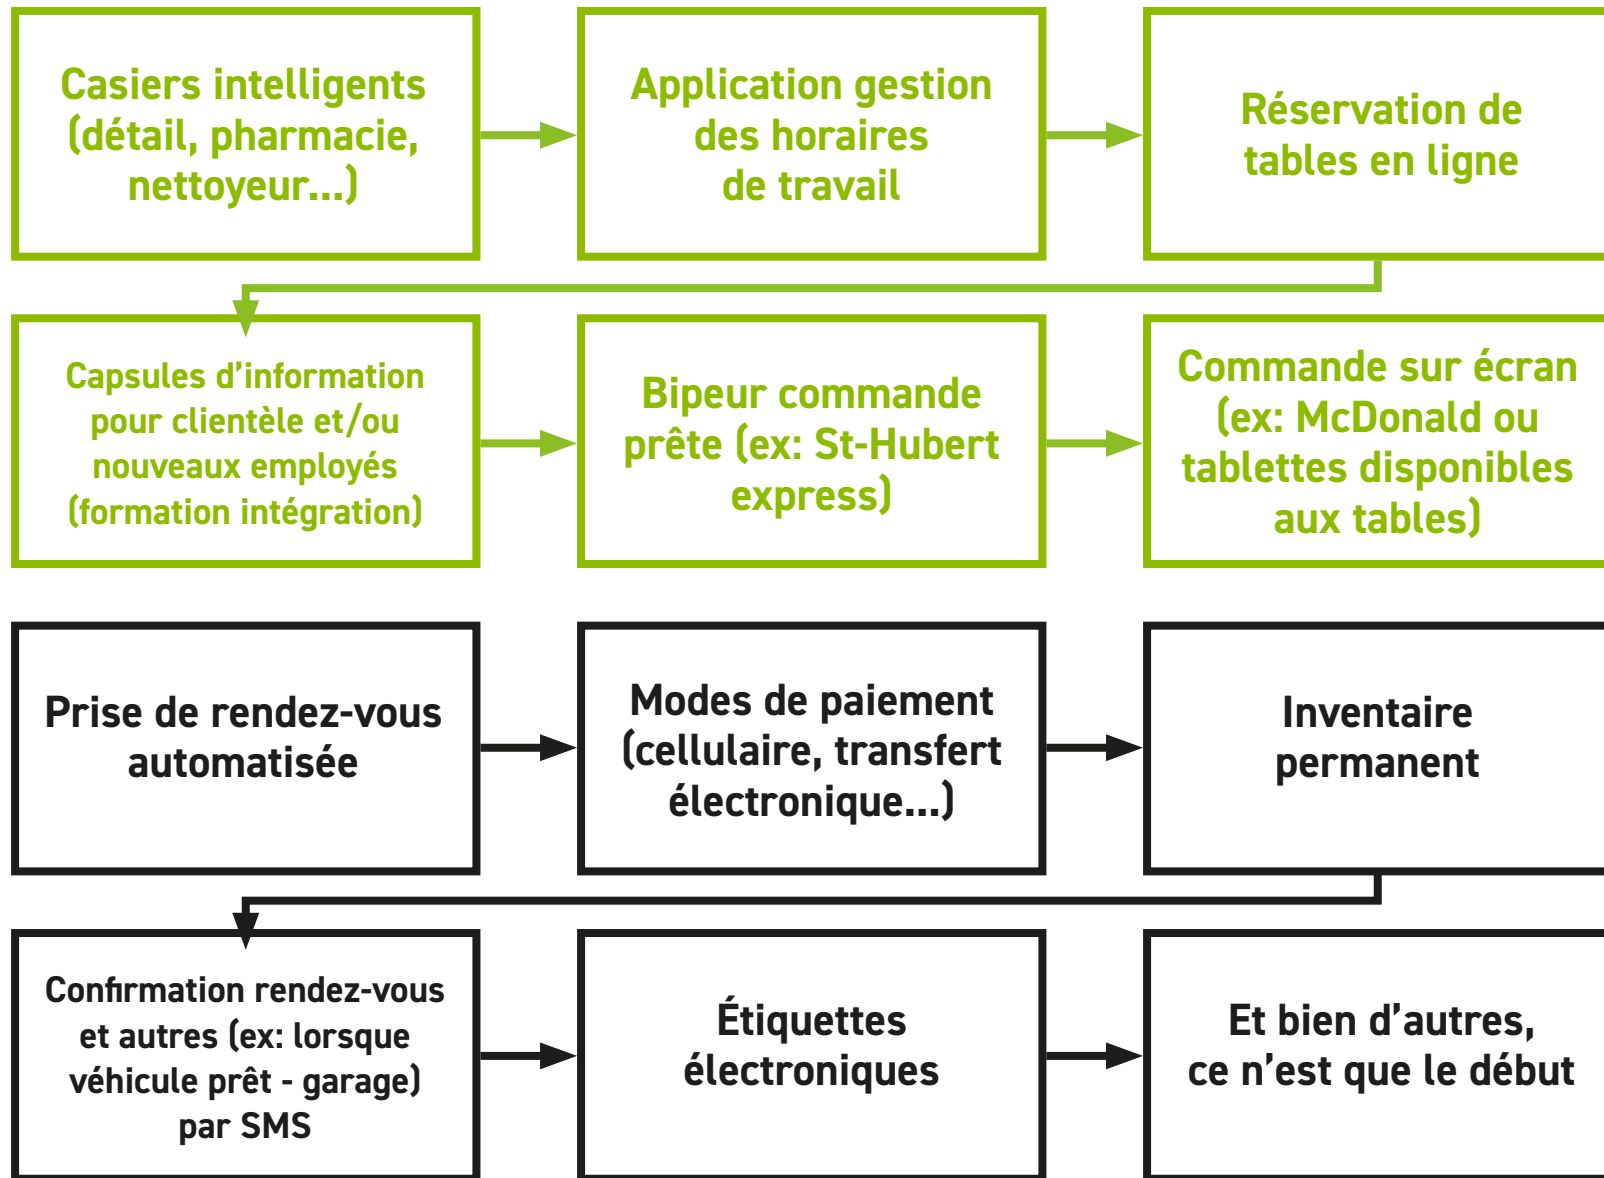 Casiers intelligents
(détail, pharmacie,
nettoyeur...)
Application gestion
des horaires
de travail
Réservation de
tables en ligne
Capsules d’information
pour clientèle et/ou
nouveaux employés
(formation intégration)
Bipeur commande
prête (ex: St-Hubert
express)
Commande sur écran
(ex: McDonald ou
tablettes disponibles
aux tables)
Prise de rendez-vous
automatisée
Modes de paiement
(cellulaire, transfert
électronique...)
Inventaire
permanent
Confirmation rendez-vous
et autres (ex: lorsque
véhicule prêt - garage)
par SMS
Étiquettes
électroniques
Et bien d’autres,
ce n’est que le début